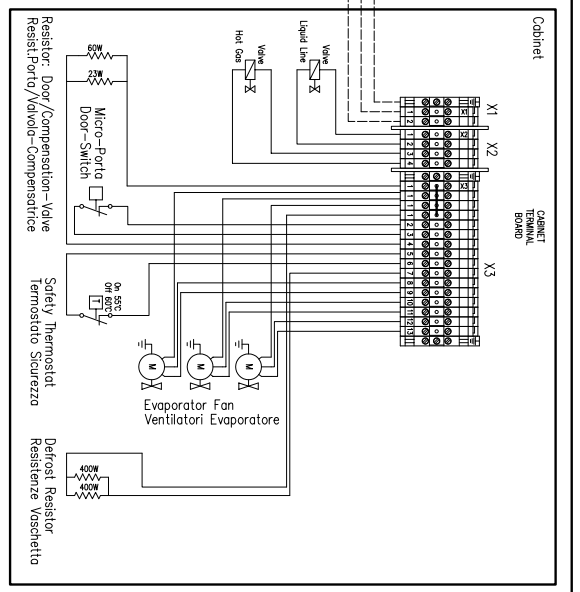 Cabinet
CABINET
TERMINAL
BOARD
X1
X2
X3
Valve
Liquid Line
Valve
Hot Gas
X1
1
2
X2
1
2
3
4
X3
1
1
1
1
2
3
4
5
6
7
8
9
10
11
12
13
60W
23W
Resistor: Door/Compensation-Valve
Resist.Porta/Valvola-Compensatrice
Micro-Porta
Door-Switch
On 55°C
Off 60°C
T
Safety Thermostat
Termostato Sicurezza
M
M
M
Evaporator Fan
Ventilatori Evaporatore
400W
400W
Defrost Resistor
Resistenze Vaschetta